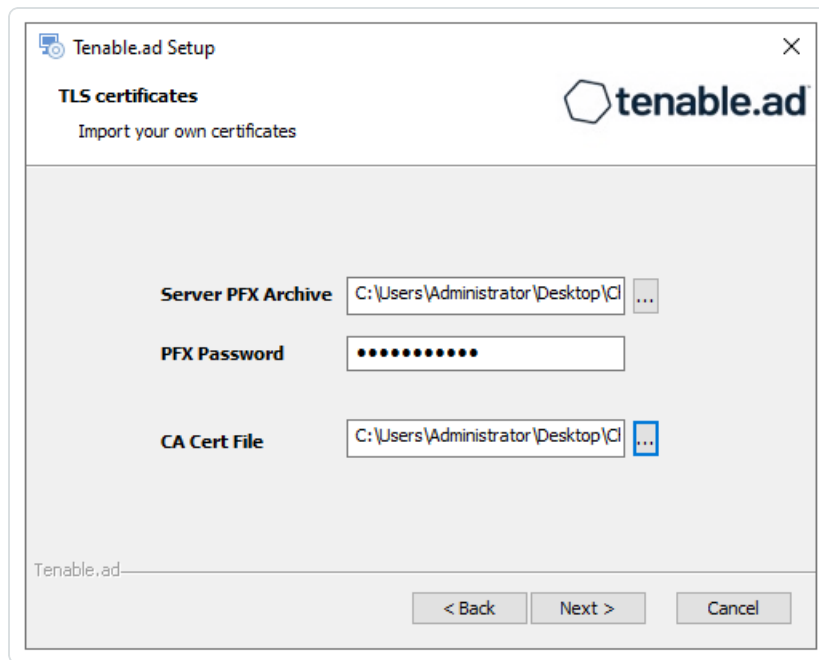 Tenable.ad Setup
TLS certificates
Import your own certificates
tenable.ad
Server PFX Archive C:\Users\Administrator\Desktop\Cl ...
PFX Password •••••••••••
CA Cert File C:\Users\Administrator\Desktop\Cl ...
Tenable.ad
< Back Next > Cancel